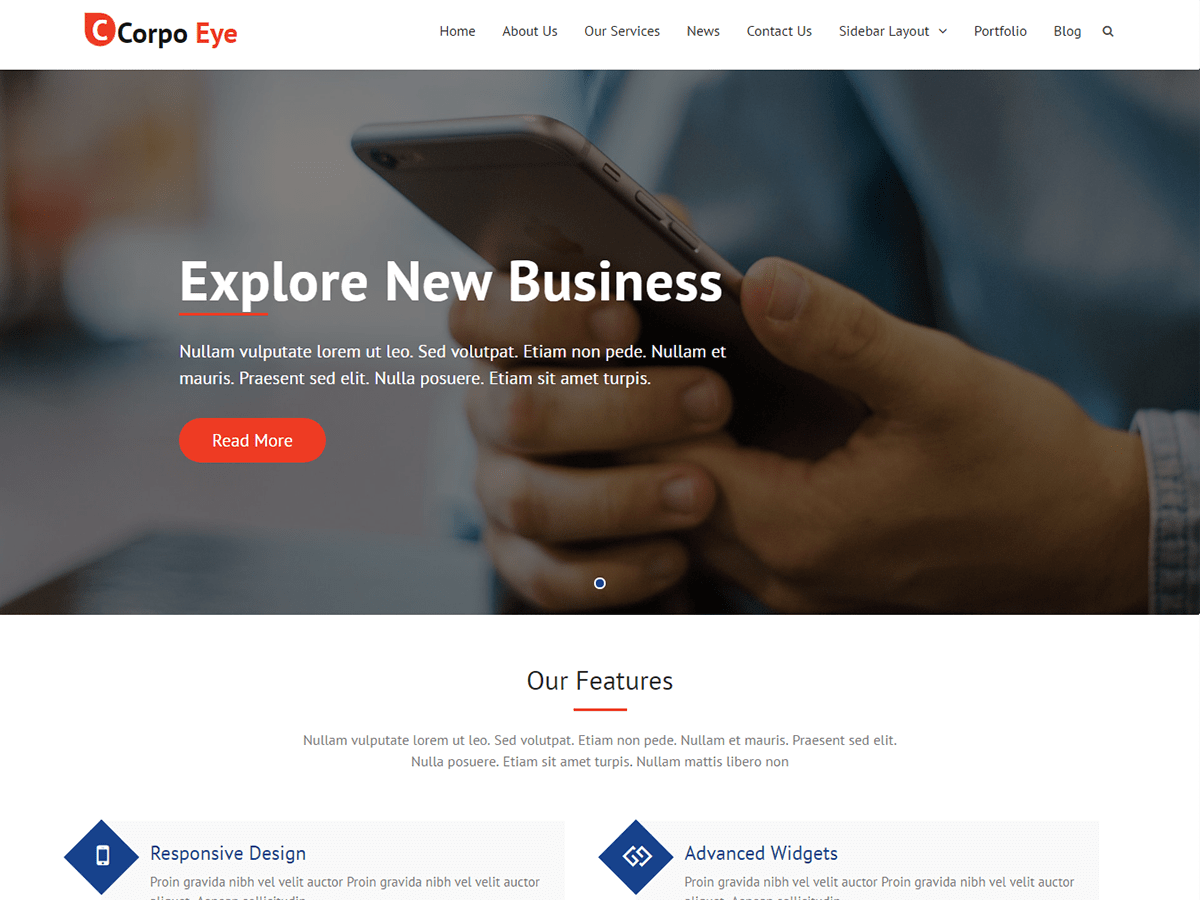 C Corpo Eye
Home About Us Our Services News Contact Us Sidebar Layout Portfolio Blog
Explore New Business
Nullam vulputate lorem ut leo. Sed volutpat. Etiam non pede. Nullam et
mauris. Praesent sed elit. Nulla posuere. Etiam sit amet turpis.
Read More
Our Features
Nullam vulputate lorem ut leo. Sed volutpat. Etiam non pede. Nullam et mauris. Praesent sed elit.
Nulla posuere. Etiam sit amet turpis. Nullam mattis libero non
Responsive Design
Proin gravida nibh vel velit auctor Proin gravida nibh vel velit auctor
Advanced Widgets
Proin gravida nibh vel velit auctor Proin gravida nibh vel velit auctor